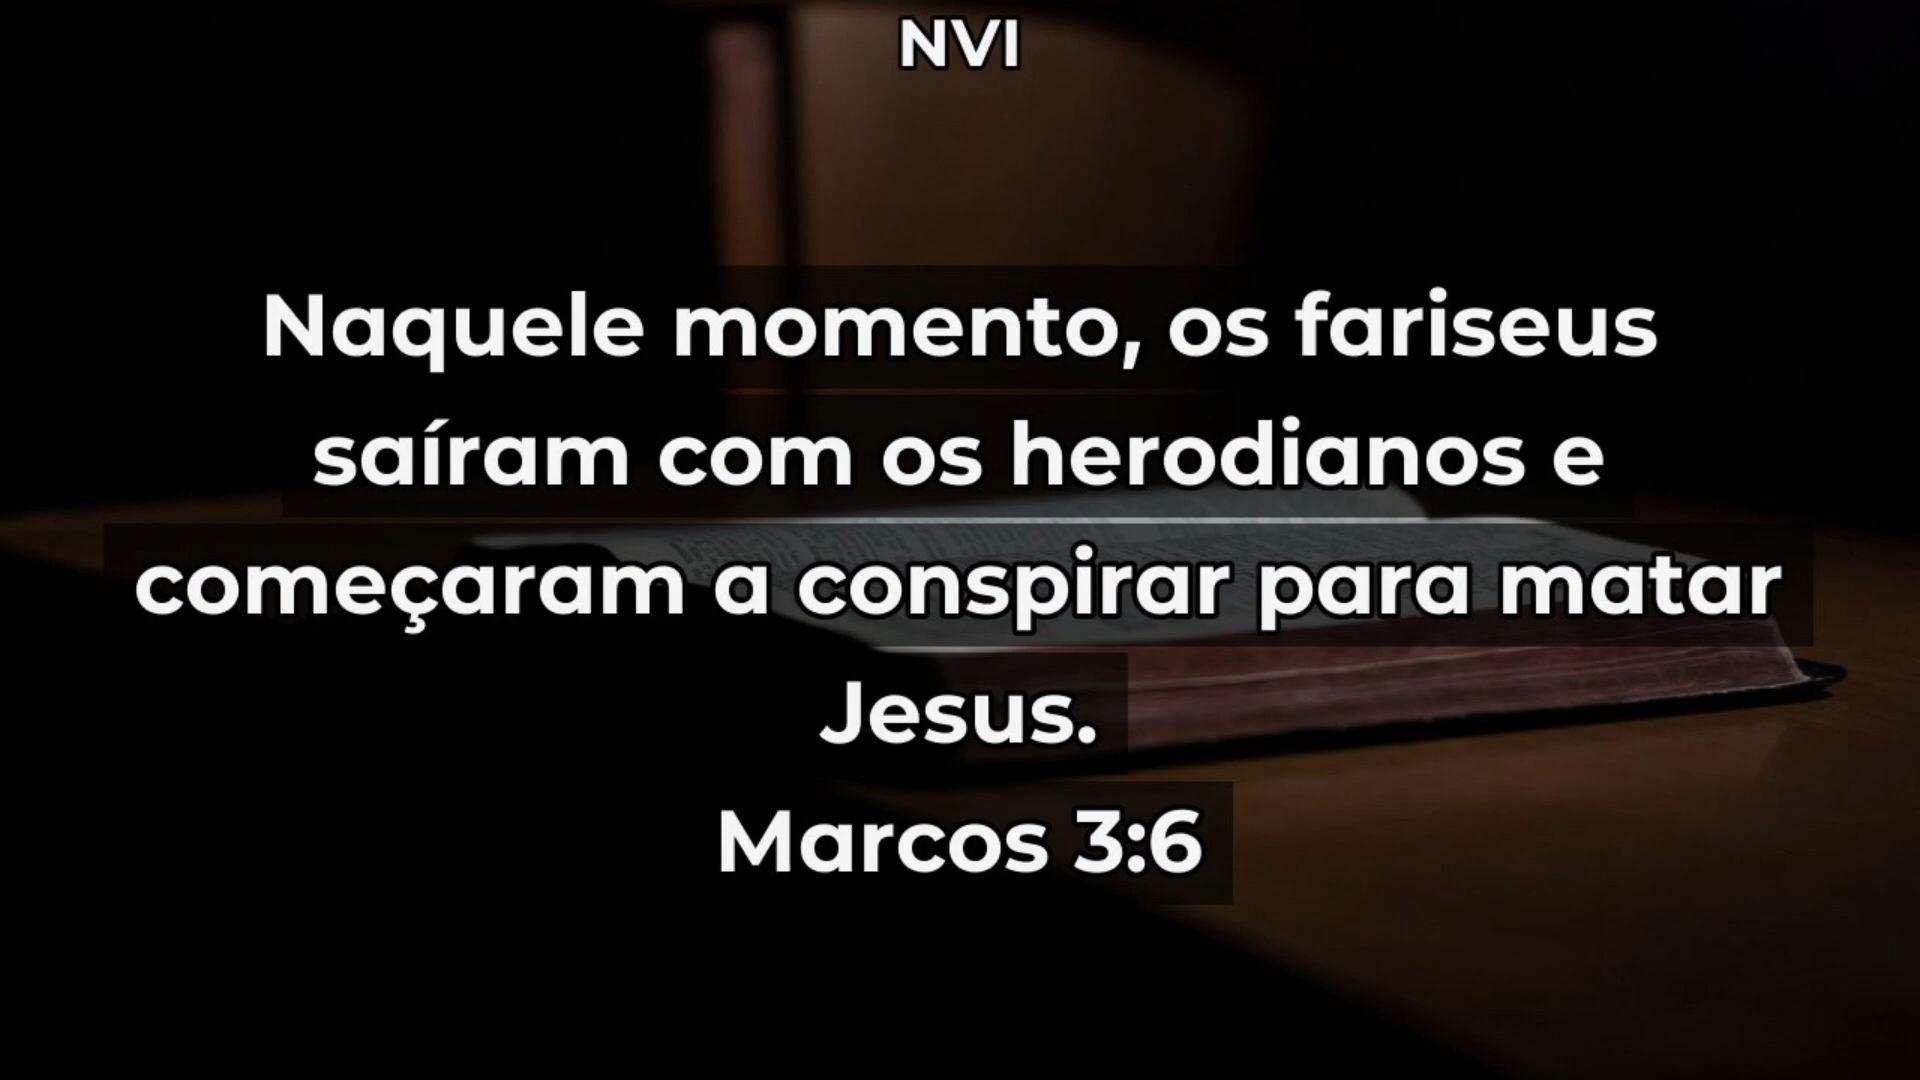 NVI
Naquele momento, os fariseus
saíram com os herodianos e
começaram a conspirar para matar
Jesus.
Marcos 3:6